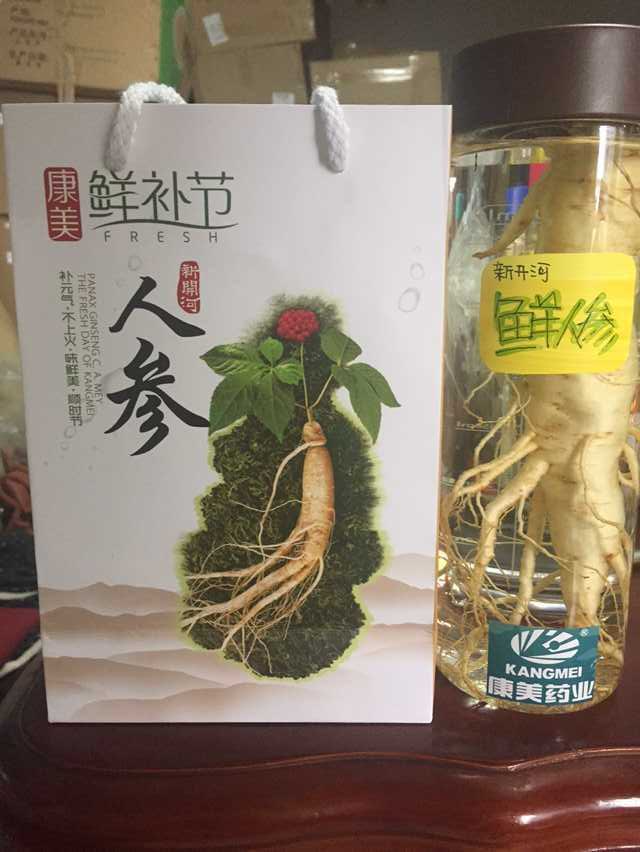 康美
鲜补节
FRESH
新開河
人参
PANAX GINSENG C. A. MEY
THE FRESH DAY OF KANGMEI
补元气·不上火·味鲜美·顺时节
新开河
鲜人参
®
KANGMEI
康美药业